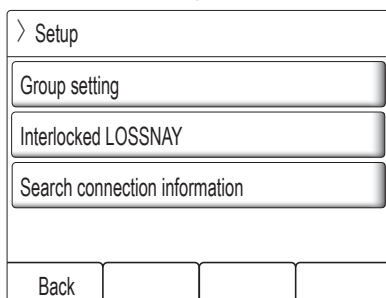 〉 Setup
Group setting
Interlocked LOSSNAY
Search connection information
Back